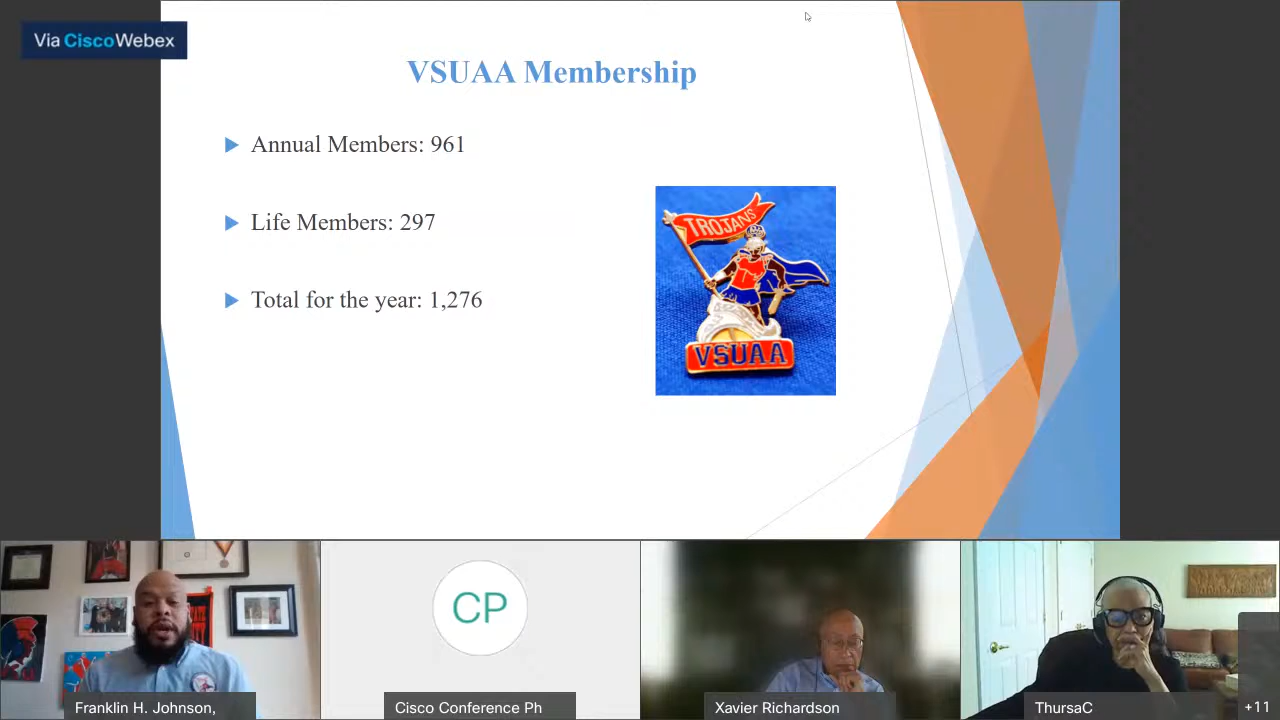 Via CiscoWebex
VSUAA Membership
Annual Members: 961
Life Members: 297
Total for the year: 1,276
TROJANS
VSUAA
CP
Franklin H. Johnson,
Cisco Conference Ph
Xavier Richardson
ThursaC
+11